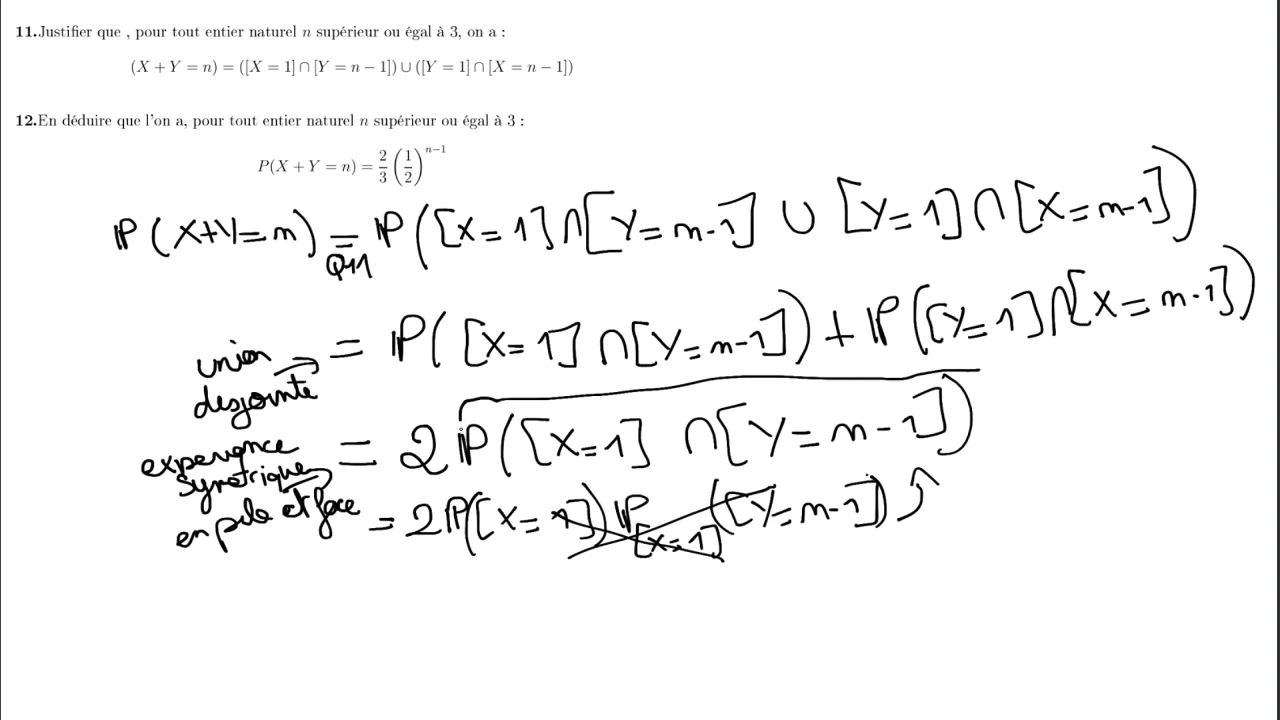 11.Justifier que , pour tout entier naturel n supérieur ou égal à 3, on a :
(X + Y = n) = ([X = 1] ∩ [Y = n − 1]) ∪ ([Y = 1] ∩ [X = n − 1])
12.En déduire que l'on a, pour tout entier naturel n supérieur ou égal à 3 :
P(X + Y = n) = 2/3 (1/2)^{n−1}
ℙ(X+Y=n) = ℙ([X=1]∩[Y=n-1] ∪ [Y=1]∩[X=n-1])
Q11
= ℙ([X=1]∩[Y=n-1]) + ℙ([Y=1]∩[X=n-1])
union
desjointe
= 2ℙ([X=1] ∩ [Y=n-1])
experience
symetrique
en pile et face
= 2ℙ([X=1])ℙ_{[X=1]}([Y=n-1])